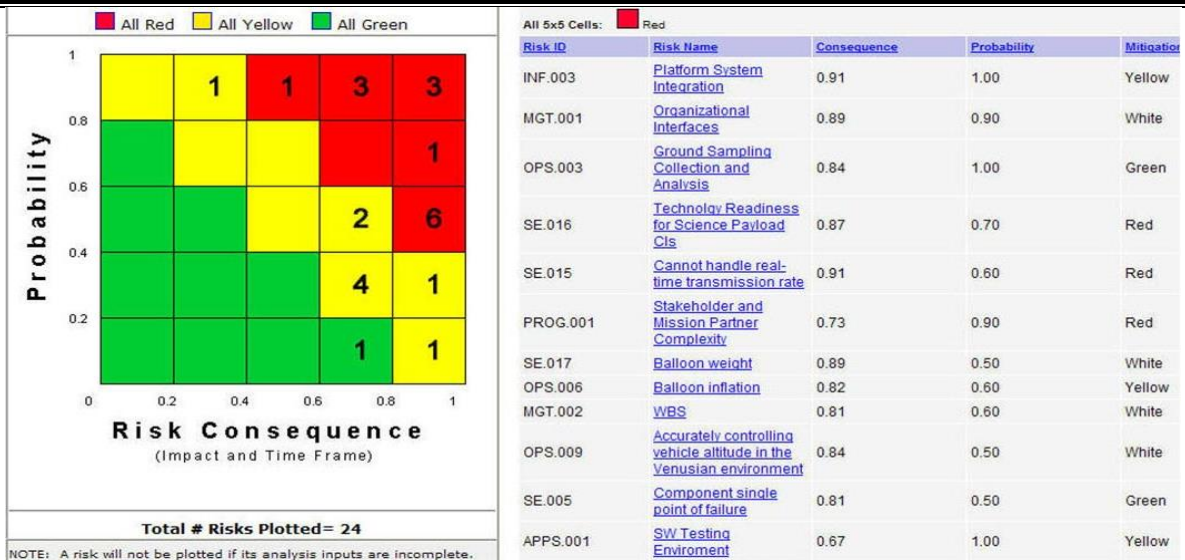 All Red All Yellow All Green
1
1 1 3 3
0.8
1
0.6
2 6
0.4
4 1
0.2
1 1
0 0.2 0.4 0.6 0.8 1
Probability
Risk Consequence
(Impact and Time Frame)
Total # Risks Plotted= 24
NOTE: A risk will not be plotted if its analysis inputs are incomplete.
All 5x5 Cells: Red
Risk ID Risk Name Consequence Probability Mitigation
INF.003 Platform System
Integration 0.91 1.00 Yellow
MGT.001 Organizational
Interfaces 0.89 0.90 White
Ground Sampling
OPS.003 Collection and 0.84 1.00 Green
Analysis
Technolgy Readiness
SE.016 for Science Payload 0.87 0.70 Red
CIs
SE.015 Cannot handle real-
time transmission rate 0.91 0.60 Red
Stakeholder and
PROG.001 Mission Partner 0.73 0.90 Red
Complexity
SE.017 Balloon weight 0.89 0.50 White
OPS.006 Balloon inflation 0.82 0.60 Yellow
MGT.002 WBS 0.81 0.60 White
Accurately controlling
OPS.009 vehicle altitude in the 0.84 0.50 White
Venusian environment
SE.005 Component single
point of failure 0.81 0.50 Green
APPS.001 SW Testing
Enviroment 0.67 1.00 Yellow